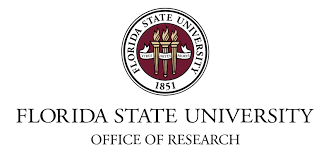 FLORIDA STATE UNIVERSITY
1851
FLORIDA STATE UNIVERSITY
OFFICE OF RESEARCH